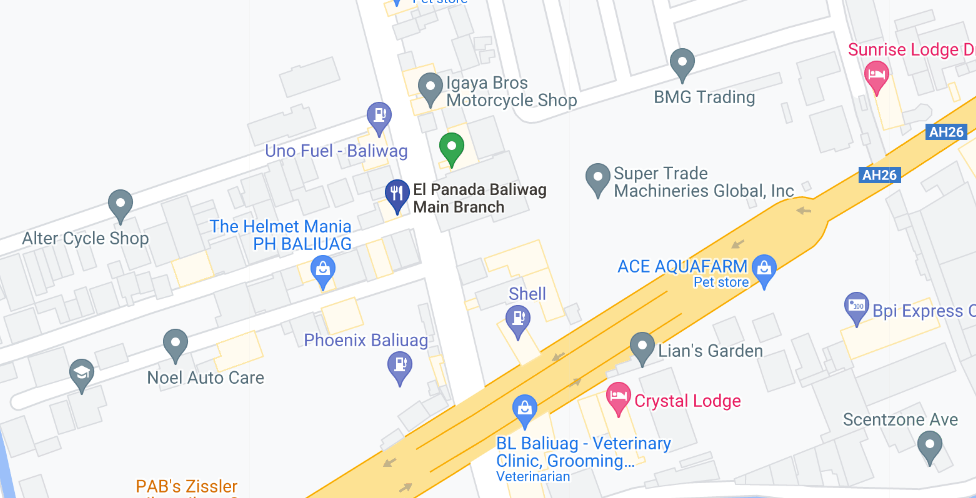 Pet store
Sunrise Lodge D
Igaya Bros
Motorcycle Shop
BMG Trading
AH26
Uno Fuel - Baliwag
AH26
Super Trade
Machineries Global, Inc
El Panada Baliwag
Main Branch
The Helmet Mania
PH BALIUAG
Alter Cycle Shop
ACE AQUAFARM
Pet store
Shell
100
Bpi Express C
Phoenix Baliuag
Lian's Garden
Noel Auto Care
Crystal Lodge
Scentzone Ave
BL Baliuag - Veterinary
Clinic, Grooming...
Veterinarian
PAB's Zissler